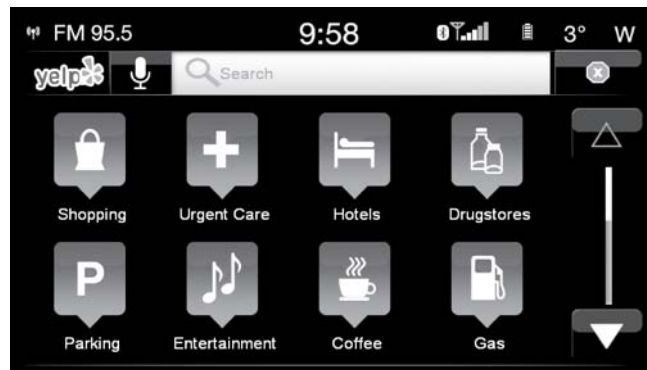 FM 95.5 9:58 3° W
yelp Search
Shopping Urgent Care Hotels Drugstores
P
Parking Entertainment Coffee Gas